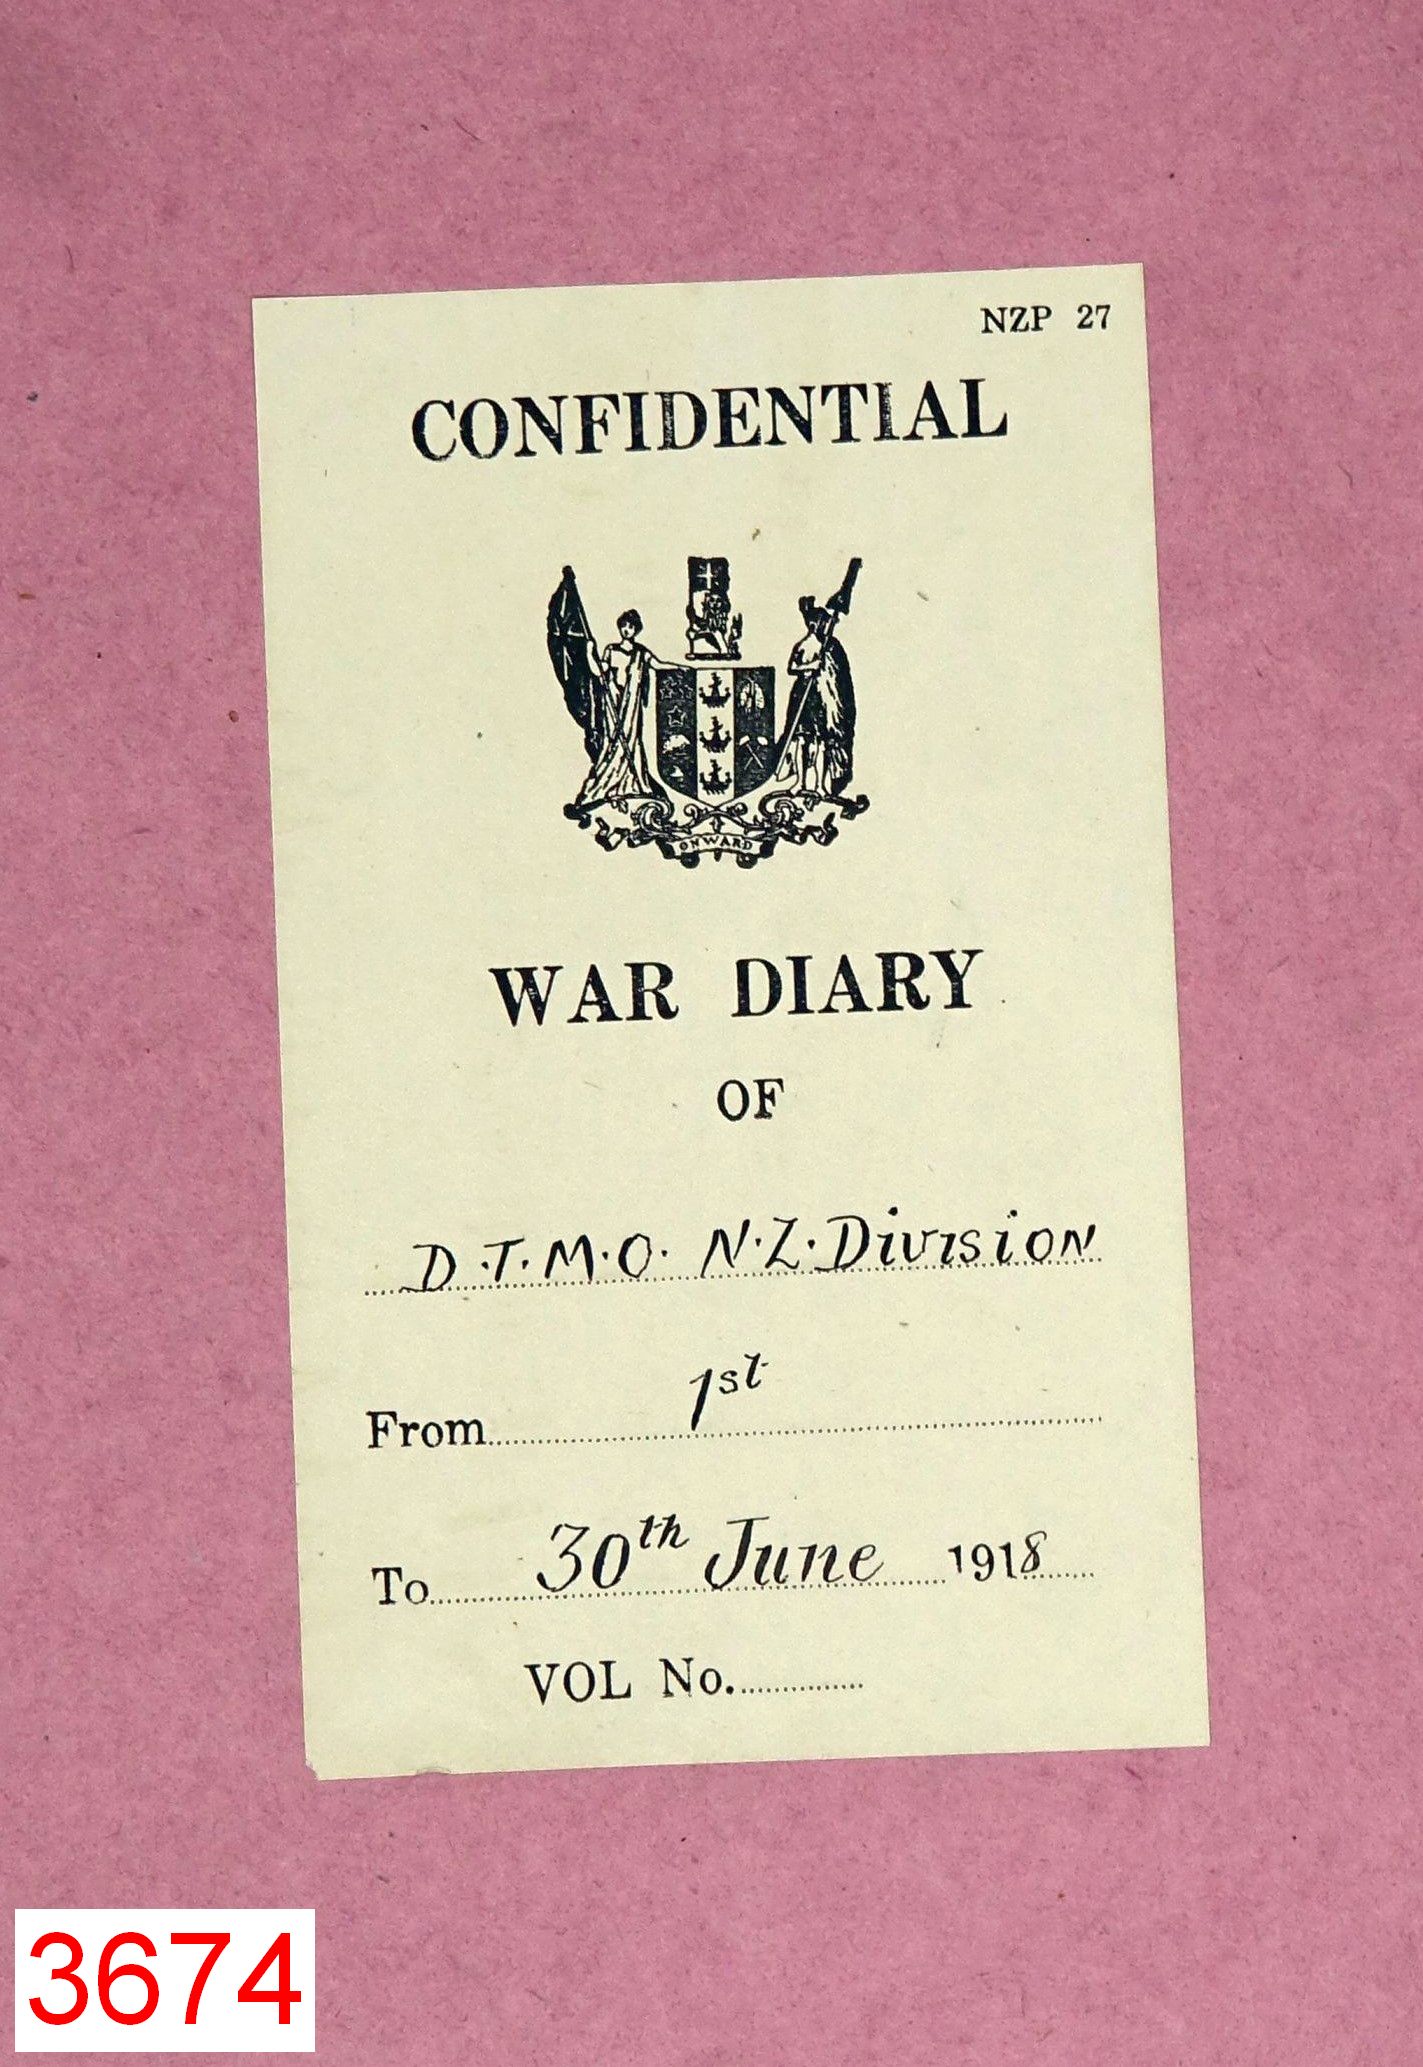 NZP 27
CONFIDENTIAL
ONWARD
WAR DIARY
OF
D.T.M.O. N.Z. Division
From 1st
To 30th June 1918
VOL No.
3674